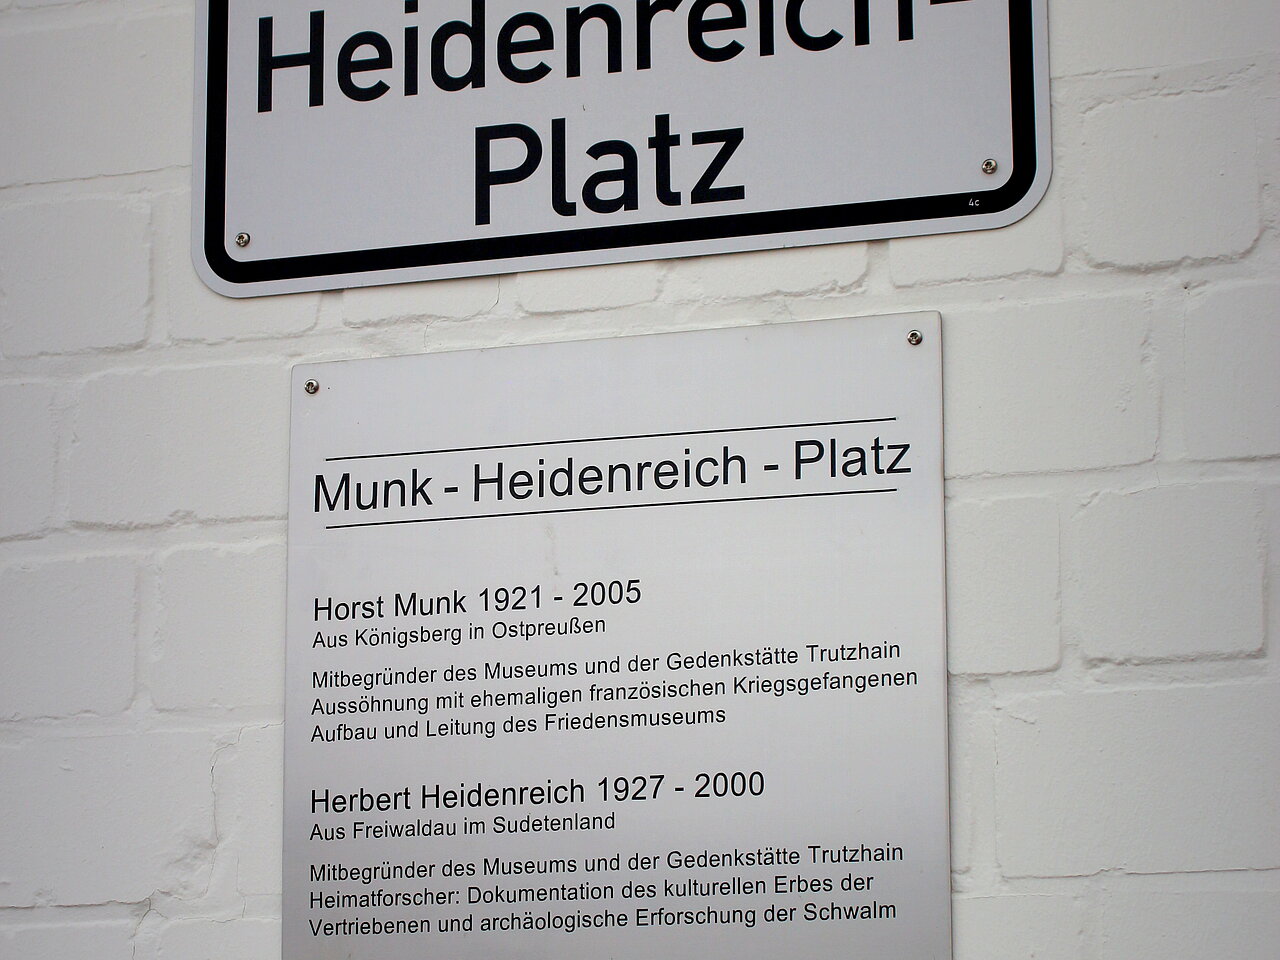 Heidenreich-
Platz
4c
Munk - Heidenreich - Platz
Horst Munk 1921 - 2005
Aus Königsberg in Ostpreußen
Mitbegründer des Museums und der Gedenkstätte Trutzhain
Aussöhnung mit ehemaligen französischen Kriegsgefangenen
Aufbau und Leitung des Friedensmuseums
Herbert Heidenreich 1927 - 2000
Aus Freiwaldau im Sudetenland
Mitbegründer des Museums und der Gedenkstätte Trutzhain
Heimatforscher: Dokumentation des kulturellen Erbes der
Vertriebenen und archäologische Erforschung der Schwalm